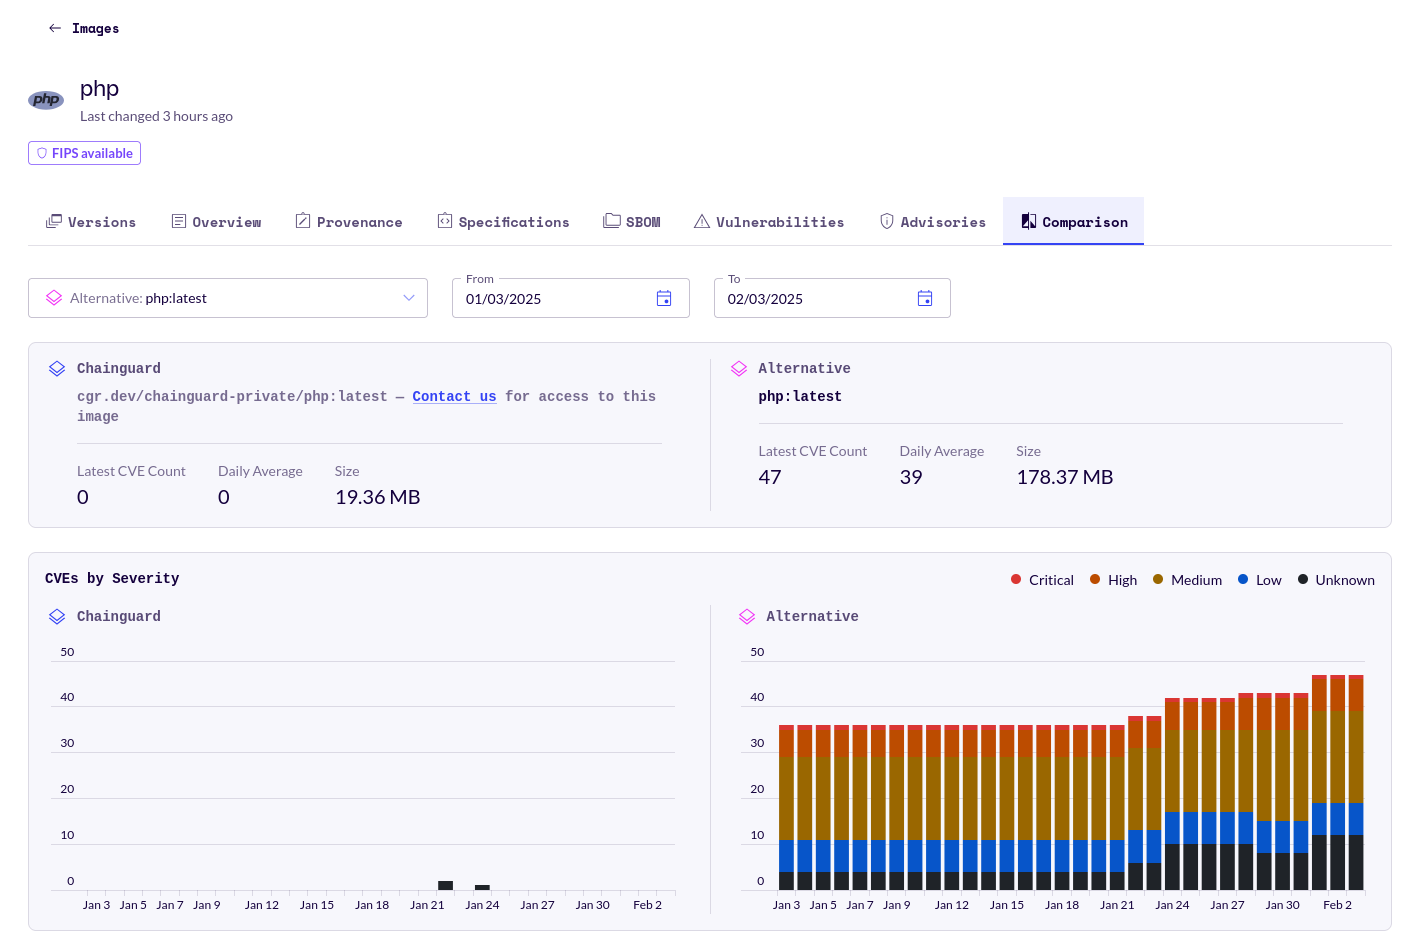 ← Images
php
php
Last changed 3 hours ago
FIPS available
Versions Overview Provenance Specifications SBOM Vulnerabilities Advisories Comparison
From To
Alternative: php:latest 01/03/2025 02/03/2025
Chainguard
cgr.dev/chainguard-private/php:latest — Contact us for access to this
image
Latest CVE Count Daily Average Size
0 0 19.36 MB
Alternative
php:latest
Latest CVE Count Daily Average Size
47 39 178.37 MB
CVEs by Severity
Critical High Medium Low Unknown
Chainguard
50
40
30
20
10
0
Jan 3 Jan 5 Jan 7 Jan 9 Jan 12 Jan 15 Jan 18 Jan 21 Jan 24 Jan 27 Jan 30 Feb 2
Alternative
50
40
30
20
10
0
Jan 3 Jan 5 Jan 7 Jan 9 Jan 12 Jan 15 Jan 18 Jan 21 Jan 24 Jan 27 Jan 30 Feb 2